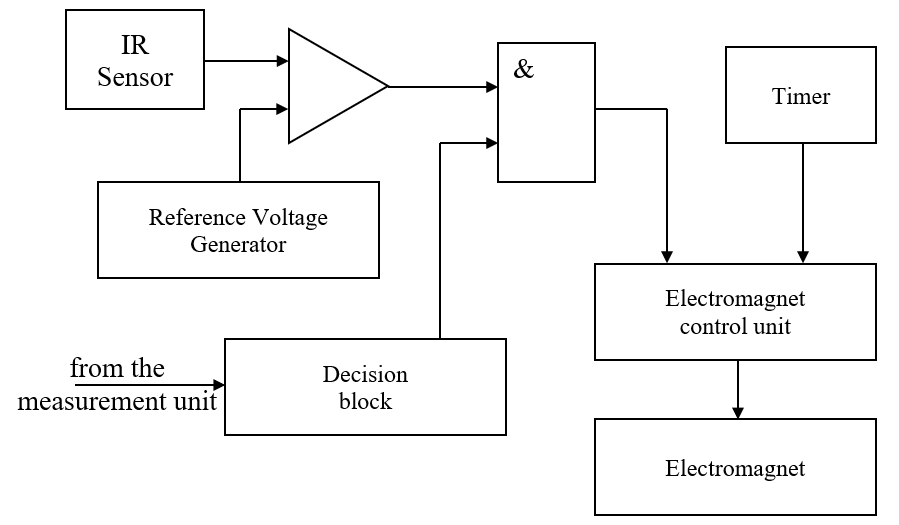 IR
Sensor
&
Timer
Reference Voltage
Generator
Electromagnet
control unit
from the
measurement unit
Decision
block
Electromagnet